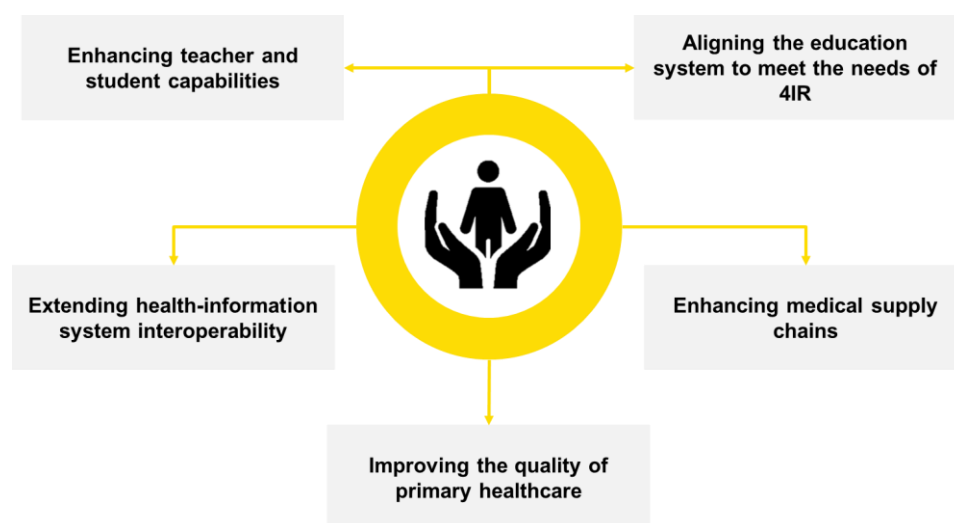 Enhancing teacher and
student capabilities
Aligning the education
system to meet the needs of
4IR
Extending health-information
system interoperability
Enhancing medical supply
chains
Improving the quality of
primary healthcare